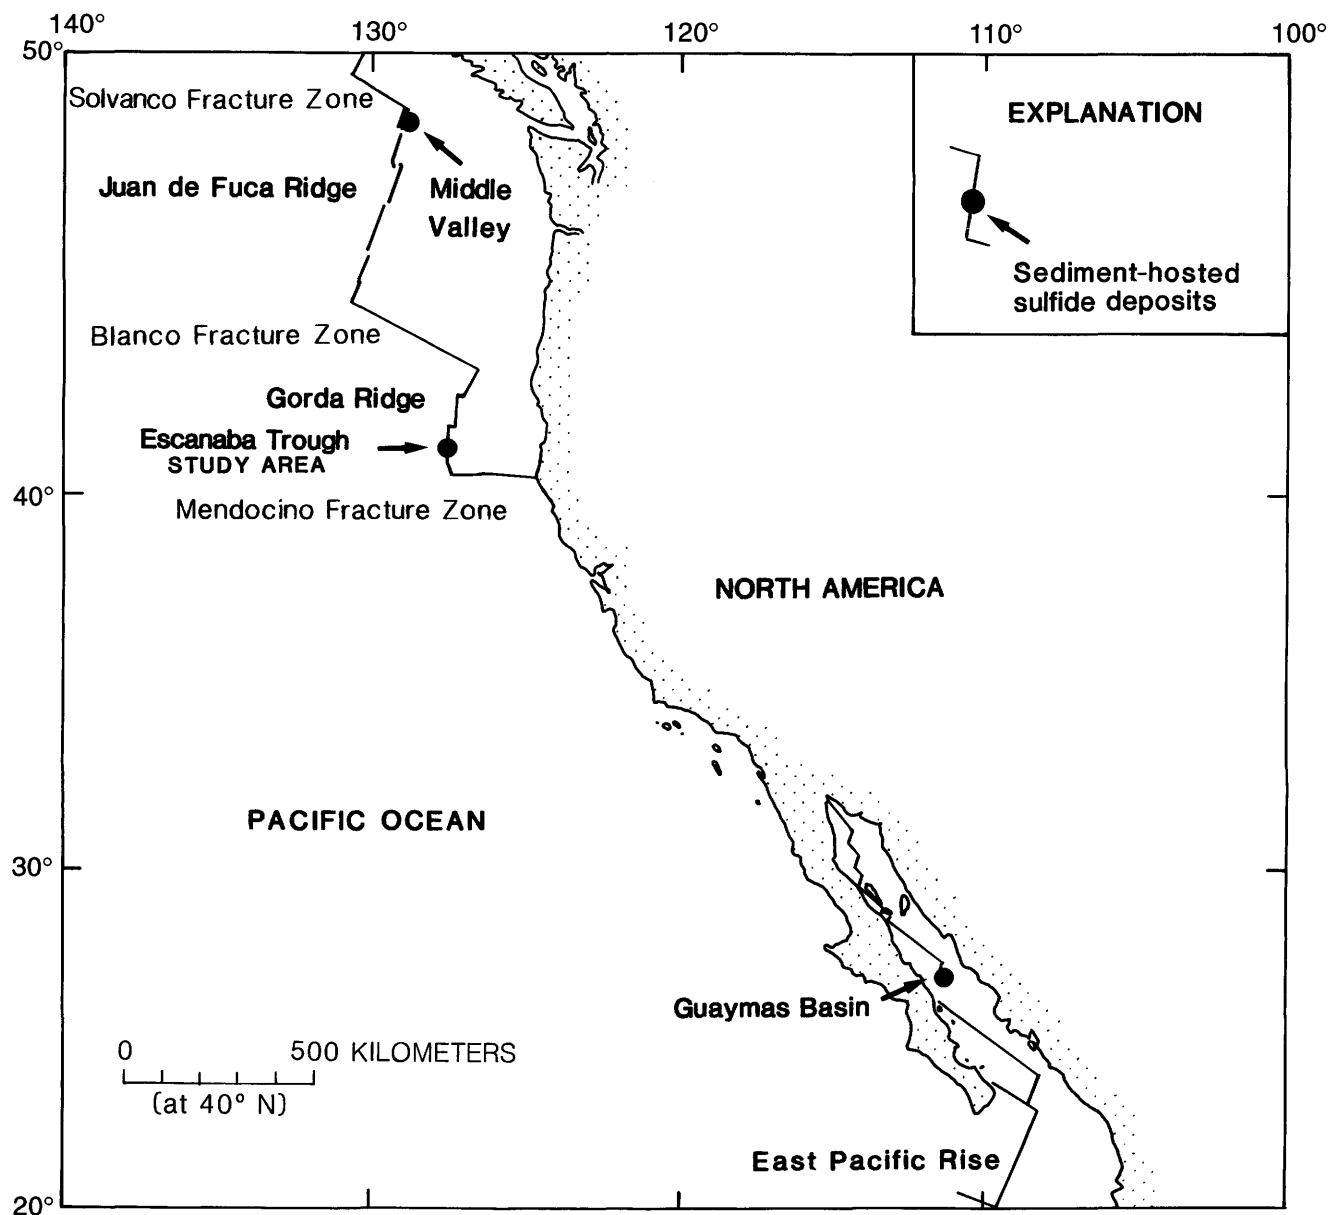 140° 130° 120° 110° 100°
50°
Solvanco Fracture Zone
EXPLANATION
Juan de Fuca Ridge
Middle
Valley
Sediment-hosted
sulfide deposits
Blanco Fracture Zone
Gorda Ridge
Escanaba Trough
STUDY AREA
40°
Mendocino Fracture Zone
NORTH AMERICA
PACIFIC OCEAN
30°
Guaymas Basin
0 500 KILOMETERS
(at 40° N)
East Pacific Rise
20°